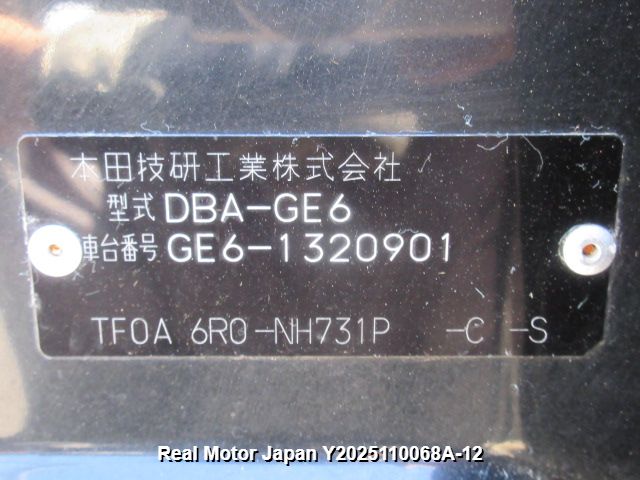 本田技研工業株式会社
型式 DBA-GE6
車台番号 GE6-1320901
TF0A 6R0-NH731P -C -S
Real Motor Japan Y2025110068A-12